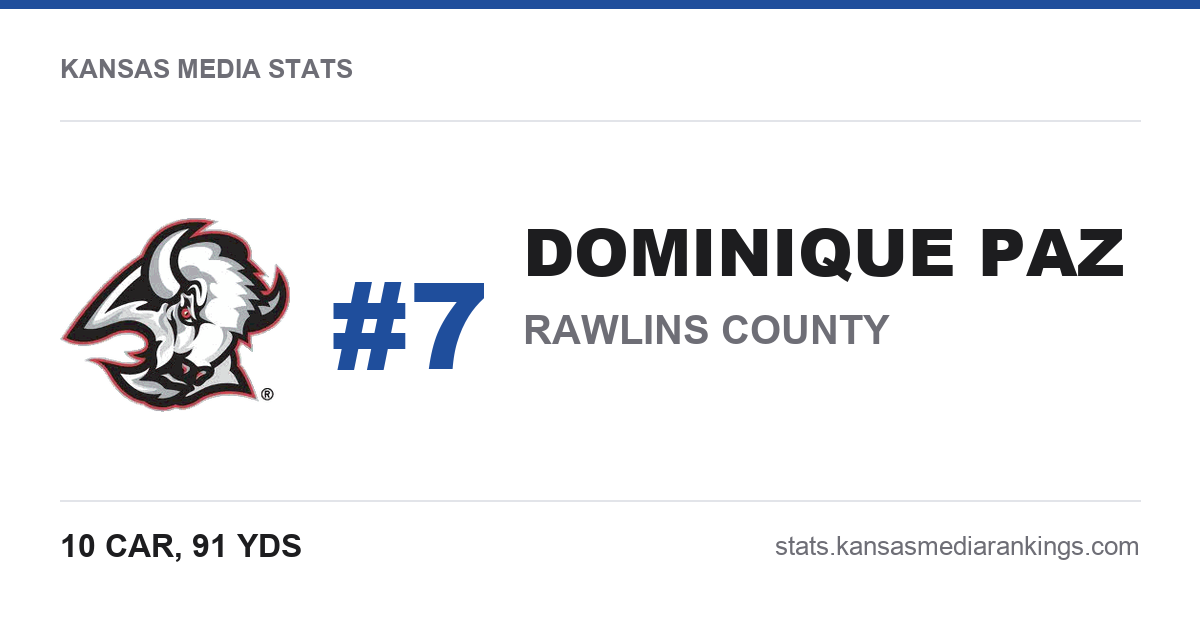 KANSAS MEDIA STATS
DOMINIQUE PAZ
#7
RAWLINS COUNTY
®
10 CAR, 91 YDS
stats.kansasmediarankings.com